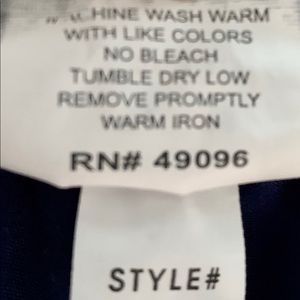 MACHINE WASH WARM
WITH LIKE COLORS
NO BLEACH
TUMBLE DRY LOW
REMOVE PROMPTLY
WARM IRON
RN# 49096
STYLE#